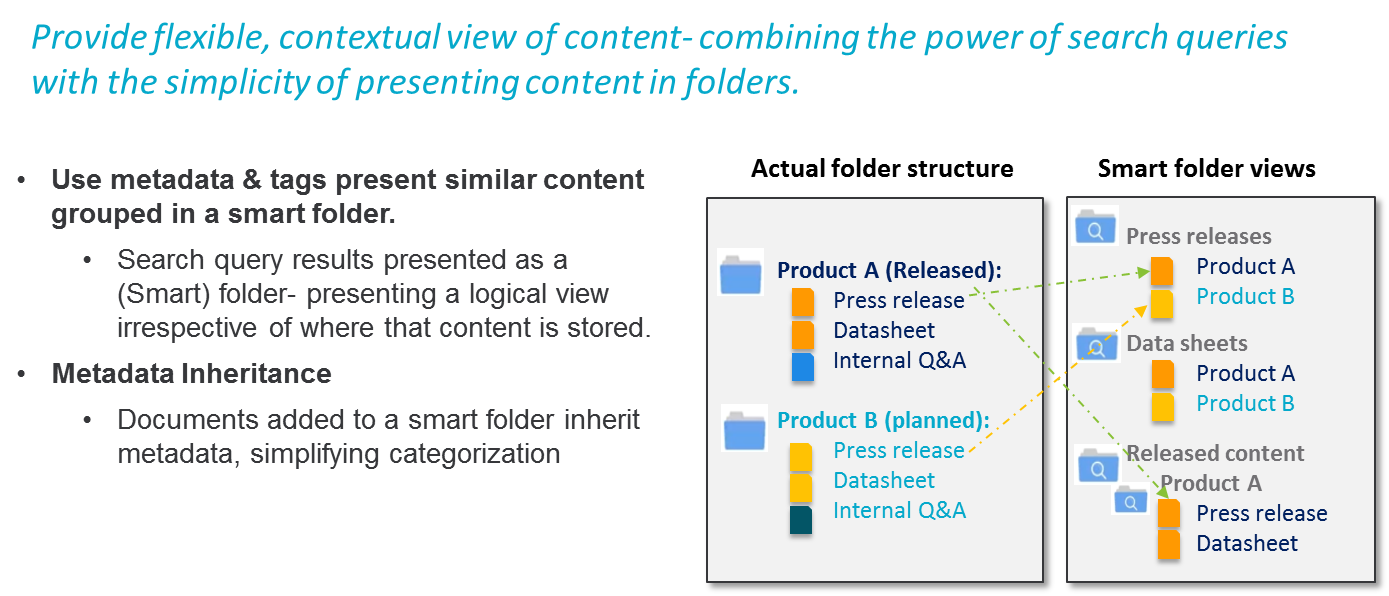 Provide flexible, contextual view of content- combining the power of search queries
with the simplicity of presenting content in folders.
• Use metadata & tags present similar content
grouped in a smart folder.
• Search query results presented as a
(Smart) folder- presenting a logical view
irrespective of where that content is stored.
• Metadata Inheritance
• Documents added to a smart folder inherit
metadata, simplifying categorization
Actual folder structure
Product A (Released):
Press release
Datasheet
Internal Q&A
Product B (planned):
Press release
Datasheet
Internal Q&A
Smart folder views
Press releases
Product A
Product B
Data sheets
Product A
Product B
Released content
Product A
Press release
Datasheet